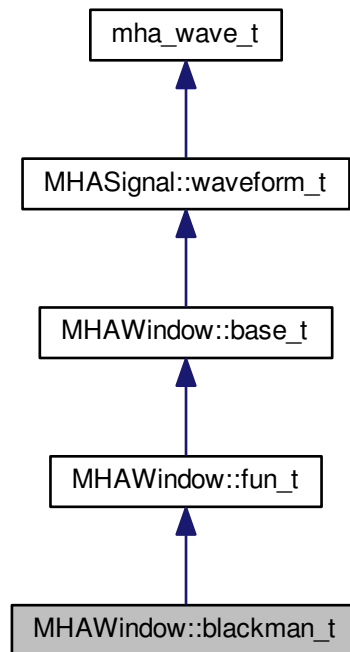 mha_wave_t
MHASignal::waveform_t
MHAWindow::base_t
MHAWindow::fun_t
MHAWindow::blackman_t